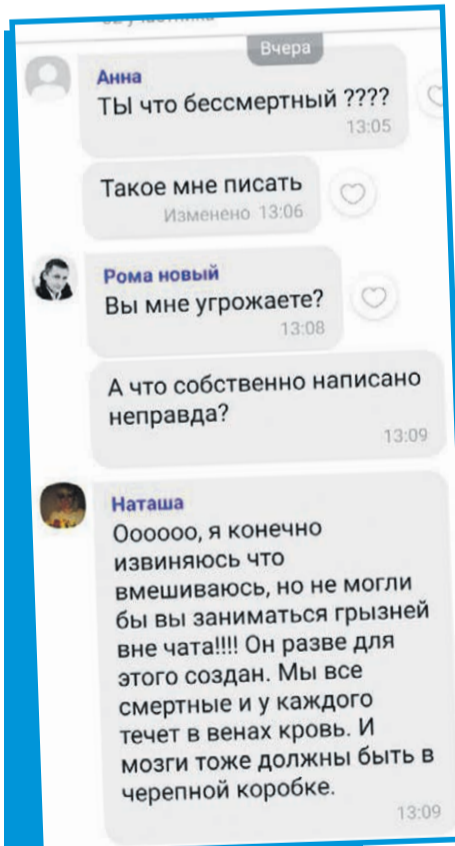 Вчера
Анна
ТЫ что бессмертный ????
13:05
Такое мне писать
Изменено 13:06
Рома новый
Вы мне угрожаете?
13:08
А что собственно написано
неправда?
13:09
Наташа
Оооооо, я конечно
извиняюсь что
вмешиваюсь, но не могли
бы вы заниматься грызней
вне чата!!!! Он разве для
этого создан. Мы все
смертные и у каждого
течет в венах кровь. И
мозги тоже должны быть в
черепной коробке.
13:09